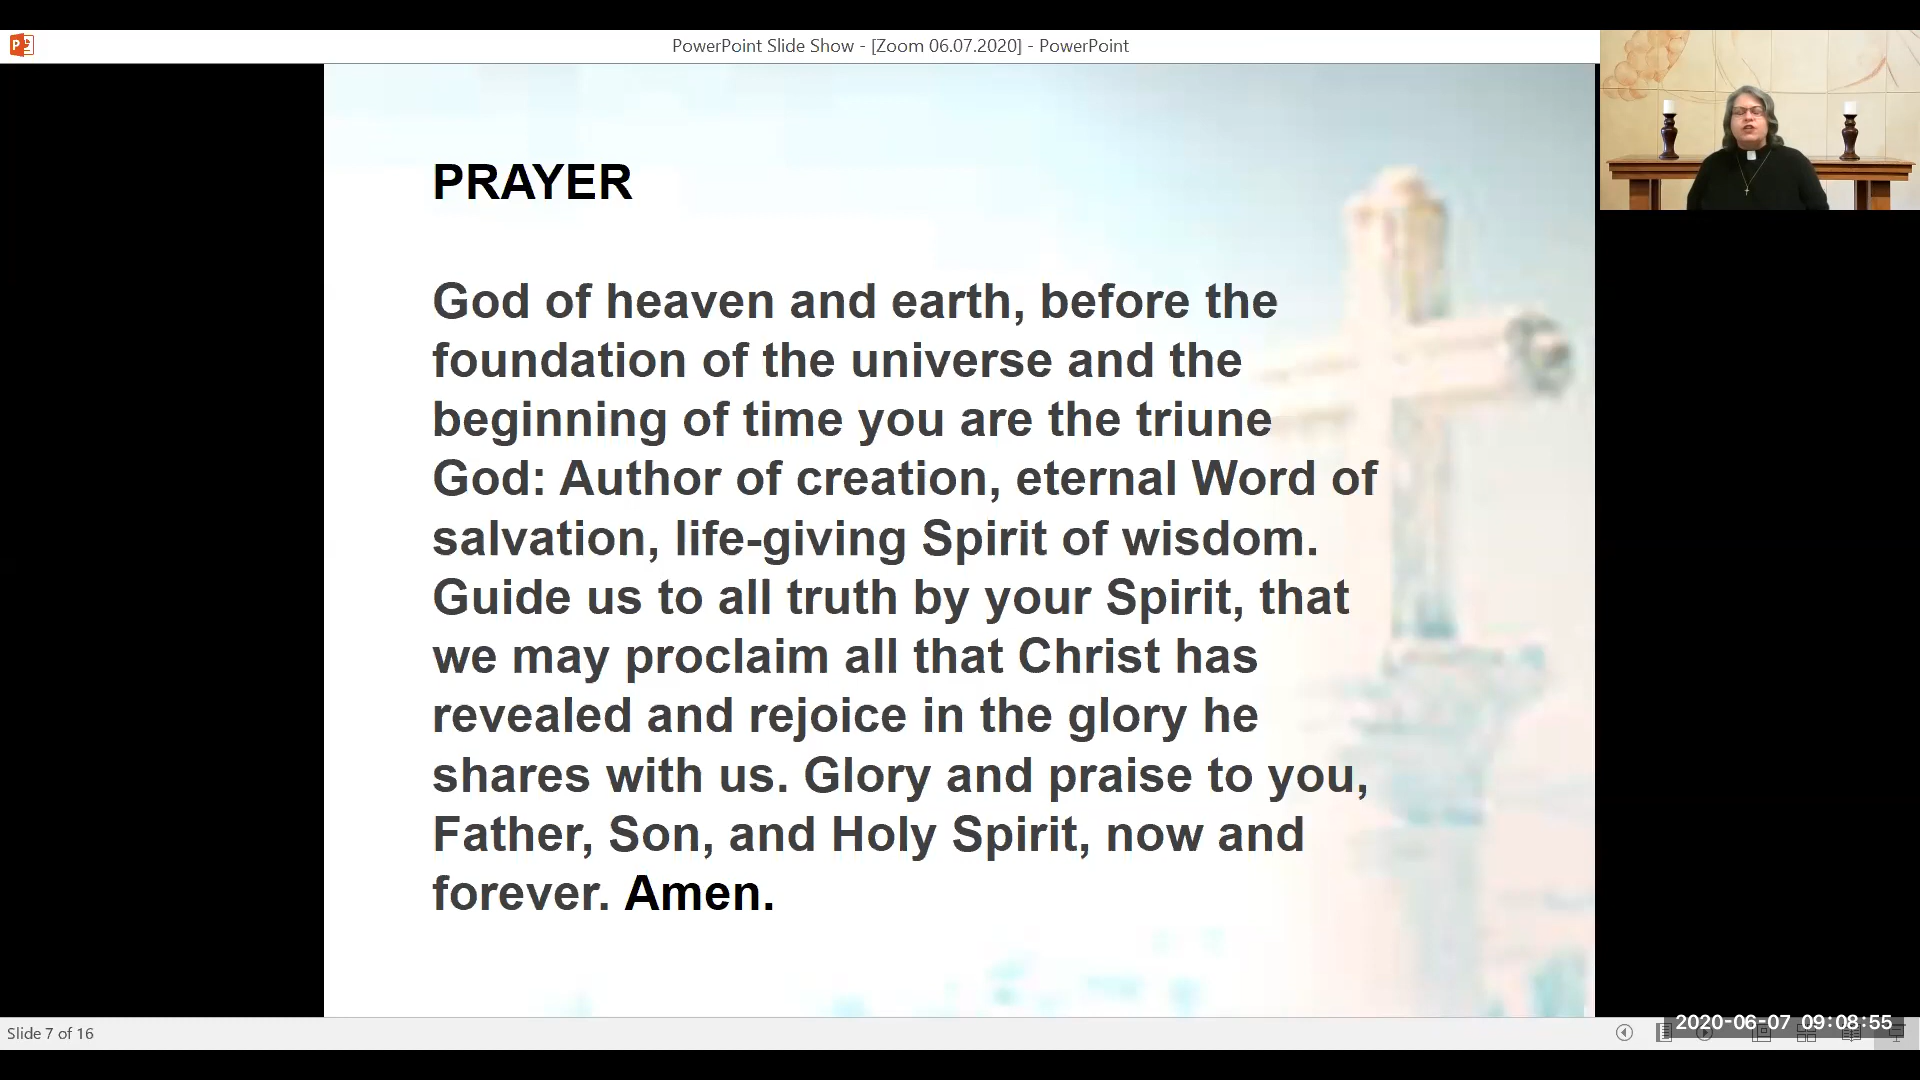 PowerPoint Slide Show - [Zoom 06.07.2020] - PowerPoint
PRAYER
God of heaven and earth, before the
foundation of the universe and the
beginning of time you are the triune
God: Author of creation, eternal Word of
salvation, life-giving Spirit of wisdom.
Guide us to all truth by your Spirit, that
we may proclaim all that Christ has
revealed and rejoice in the glory he
shares with us. Glory and praise to you,
Father, Son, and Holy Spirit, now and
forever. Amen.
Slide 7 of 16
2020-06-07 09:08:55